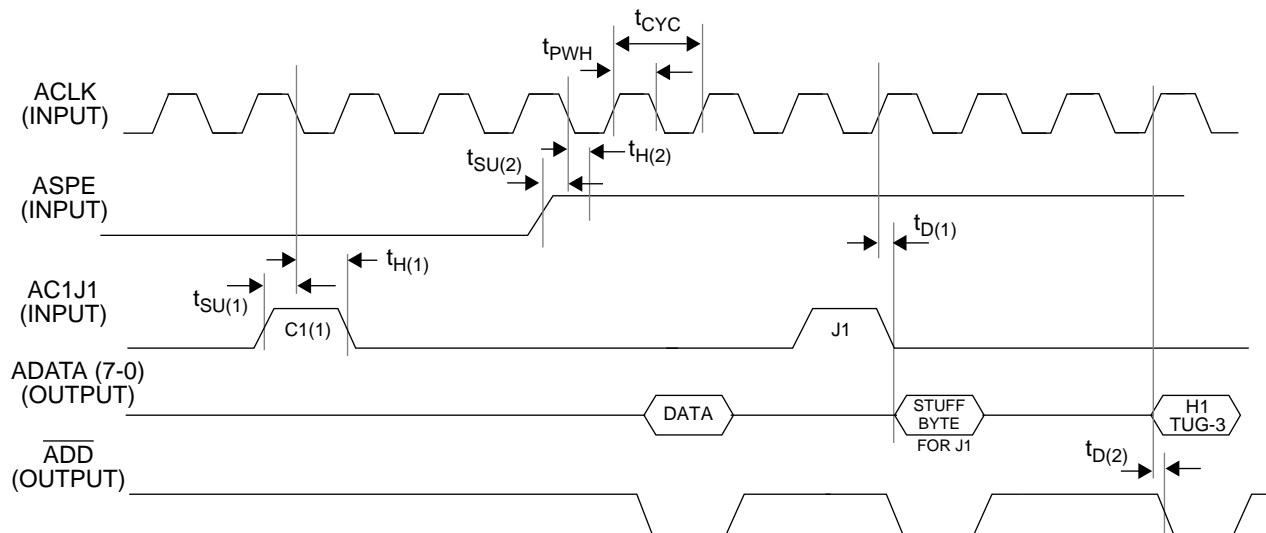 tCYC
tPWH
ACLK
(INPUT)
tSU(2)
tH(2)
ASPE
(INPUT)
tD(1)
tH(1)
AC1J1
(INPUT)
tSU(1)
C1(1)
J1
ADATA (7-0)
(OUTPUT)
DATA
STUFF
BYTE
FOR J1
H1
TUG-3
ADD
(OUTPUT)
tD(2)